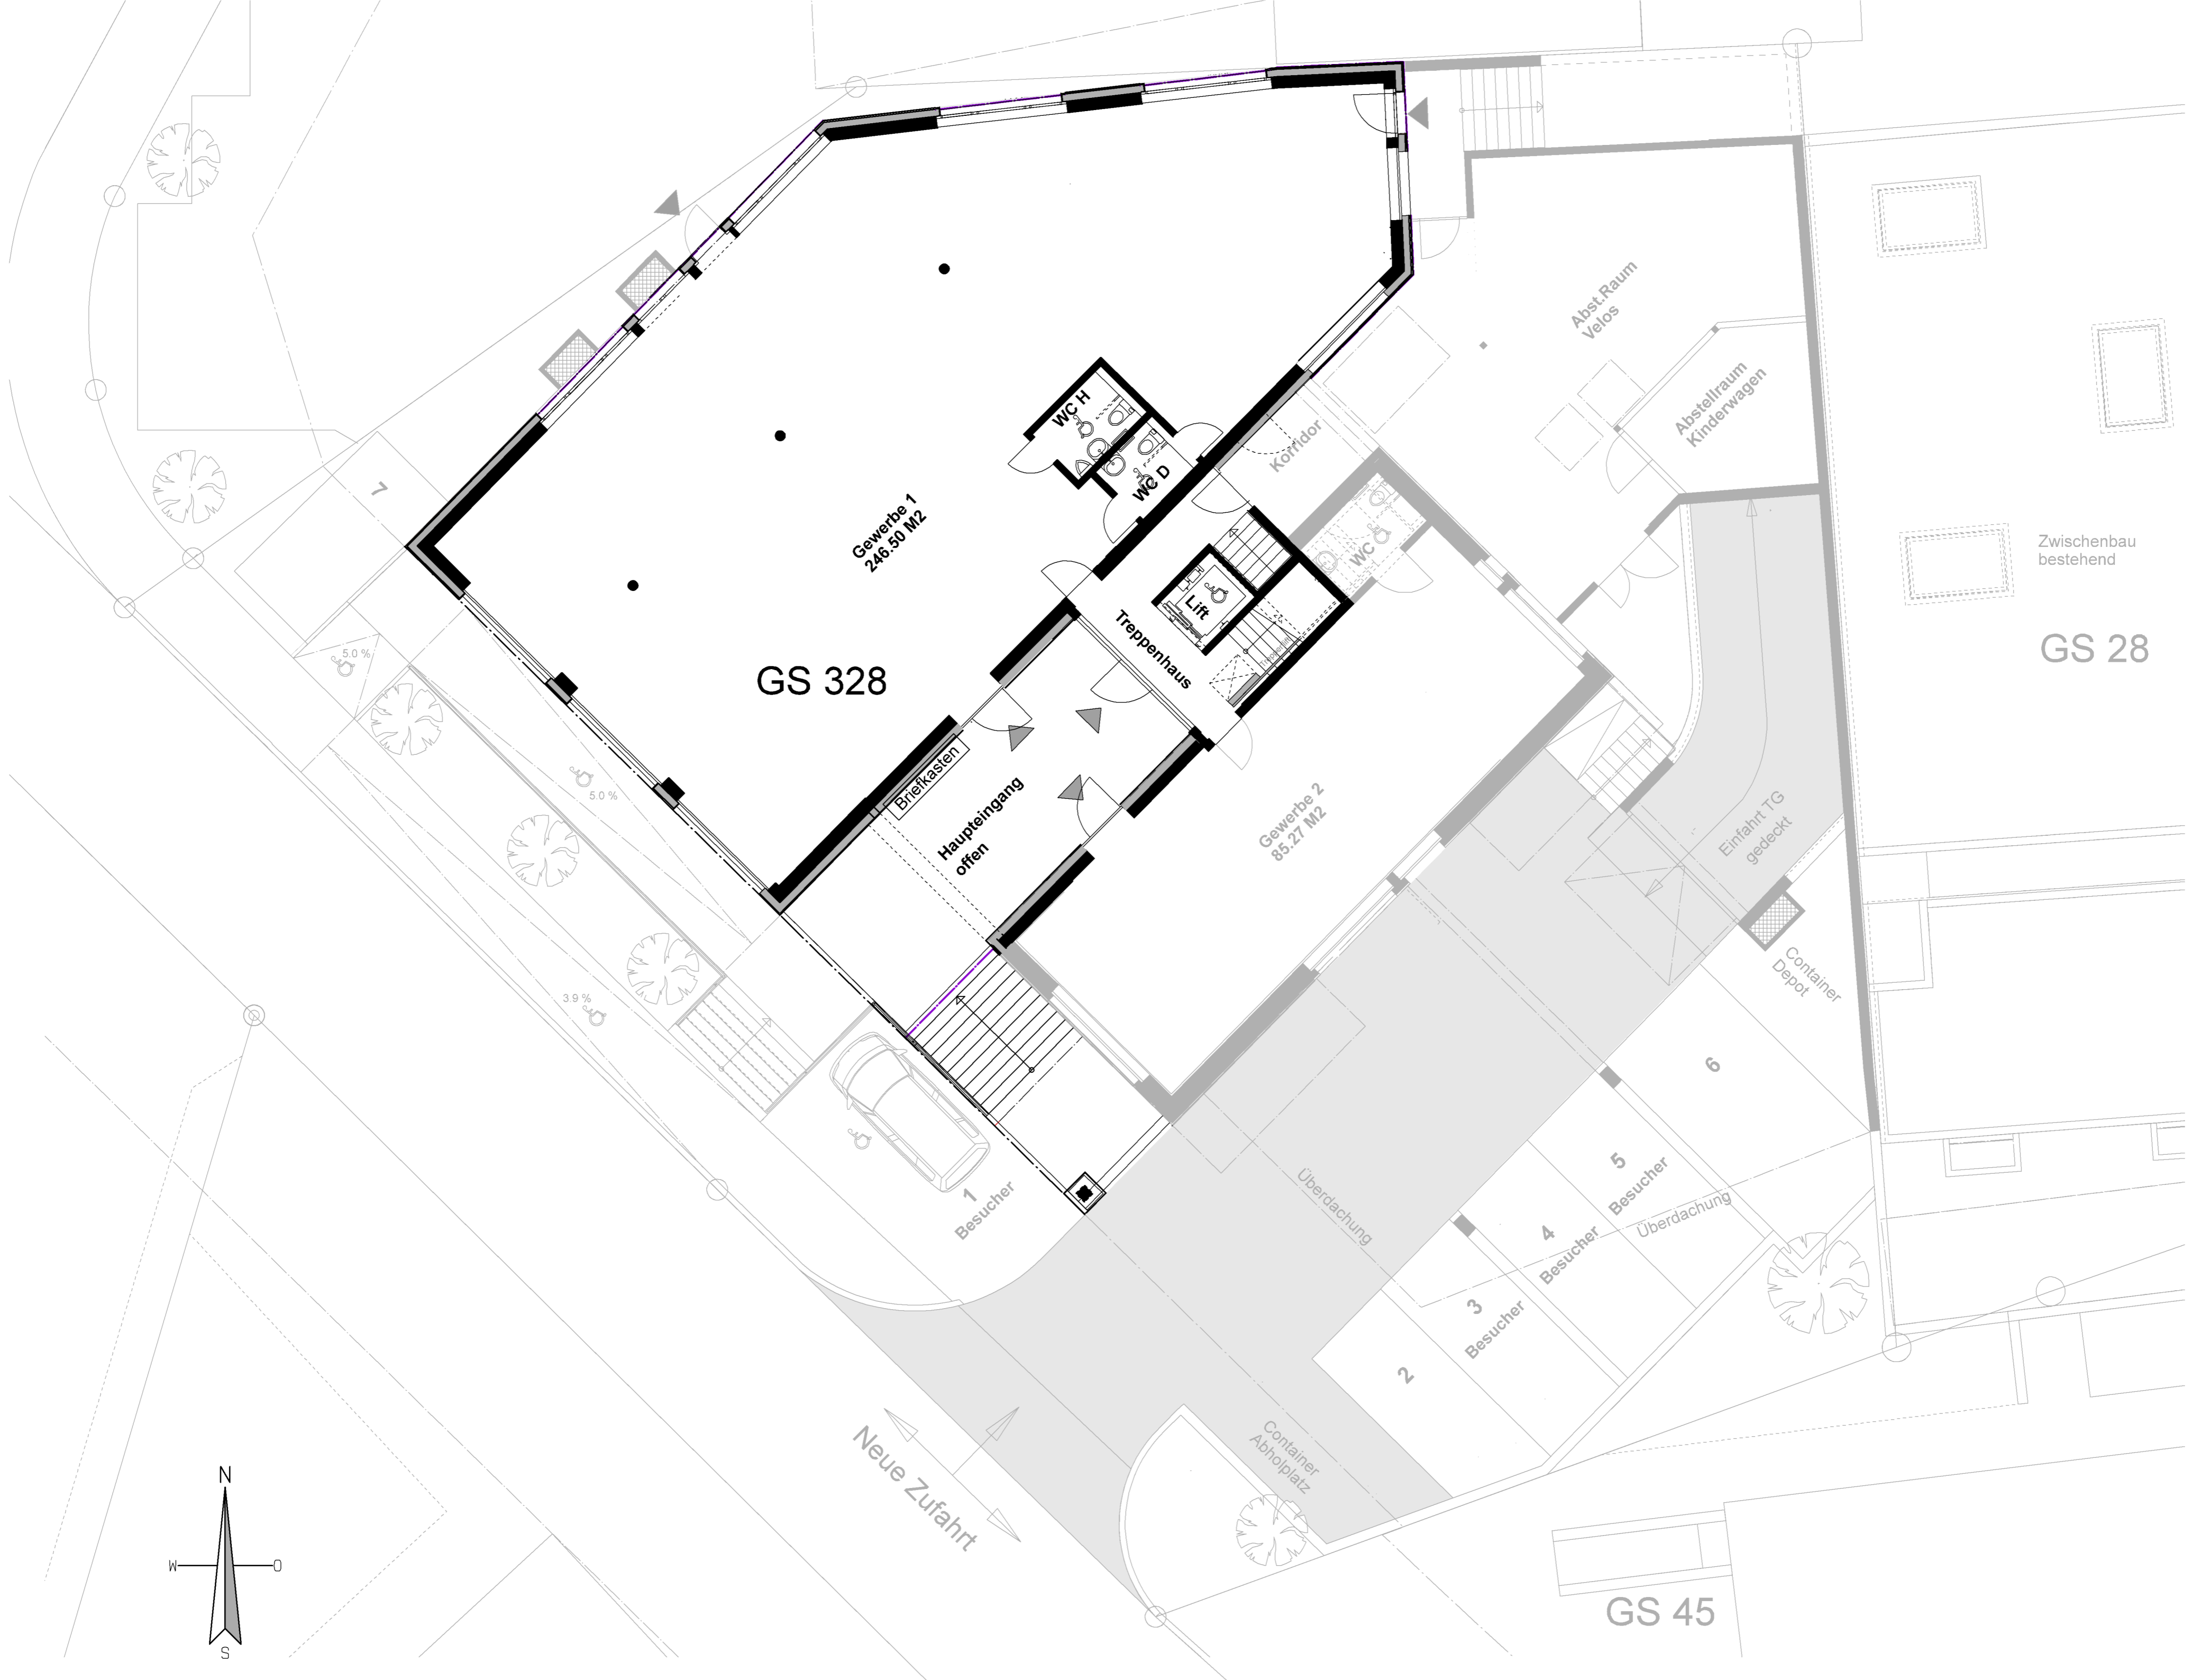 Abst.Raum
Velos
Abstellraum
Kinderwagen
WC H
WC D
Korridor
7
Gewerbe 1
246.50 M2
WC
Zwischenbau
bestehend
Lift
Treppenhaus
GS 28
5.0 %
GS 328
Briefkasten
5.0 %
Haupteingang
offen
Gewerbe 2
85.27 M2
Einfahrt TG
gedeckt
Container
Depot
3.9 %
6
1
Besucher
5
Besucher
4
Besucher
Überdachung
Überdachung
3
Besucher
2
Container
Abholplatz
Neue Zufahrt
N
W
O
S
GS 45